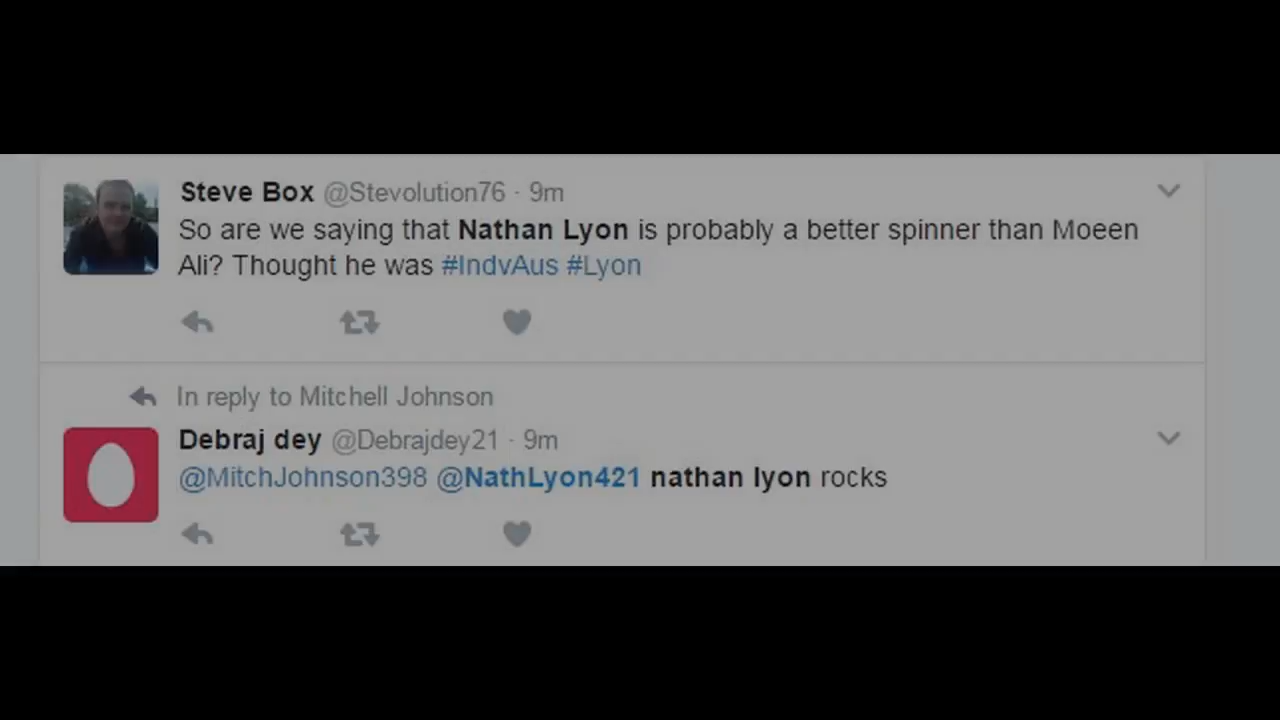 Steve Box @Stevolution76 · 9m
So are we saying that Nathan Lyon is probably a better spinner than Moeen
Ali? Thought he was #IndvAus #Lyon
In reply to Mitchell Johnson
Debraj dey @Debrajdey21 · 9m
@MitchJohnson398 @NathLyon421 nathan lyon rocks